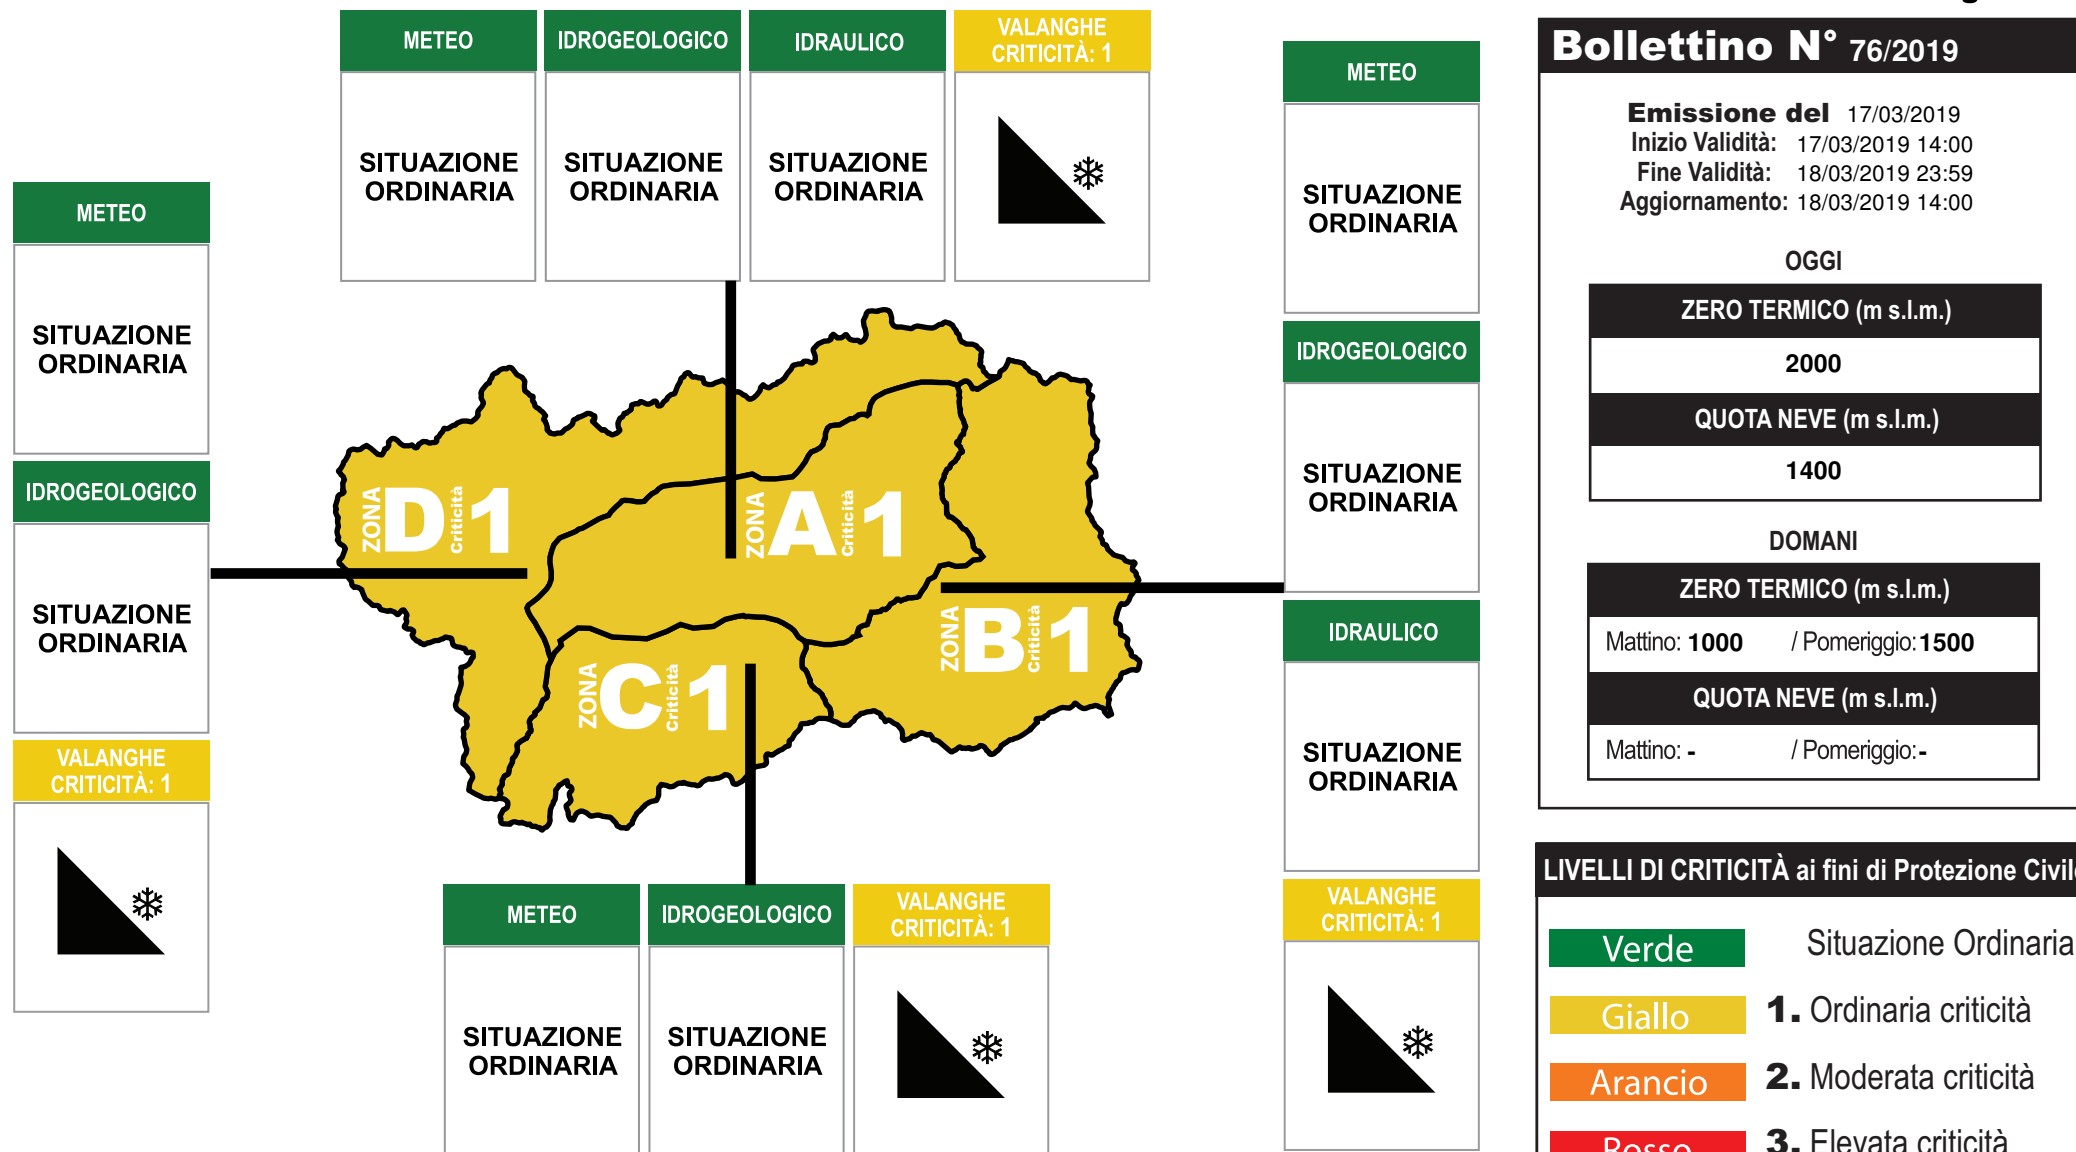 METEO
SITUAZIONE
ORDINARIA
IDROGEOLOGICO
SITUAZIONE
ORDINARIA
IDRAULICO
SITUAZIONE
ORDINARIA
VALANGHE
CRITICITÀ: 1
METEO
SITUAZIONE
ORDINARIA
IDROGEOLOGICO
SITUAZIONE
ORDINARIA
VALANGHE
CRITICITÀ: 1
ZONA D Criticità 1
ZONA A Criticità 1
ZONA B Criticità 1
ZONA C Criticità 1
METEO
SITUAZIONE
ORDINARIA
IDROGEOLOGICO
SITUAZIONE
ORDINARIA
VALANGHE
CRITICITÀ: 1
METEO
SITUAZIONE
ORDINARIA
IDROGEOLOGICO
SITUAZIONE
ORDINARIA
IDRAULICO
SITUAZIONE
ORDINARIA
VALANGHE
CRITICITÀ: 1
Bollettino N° 76/2019
Emissione del 17/03/2019
Inizio Validità: 17/03/2019 14:00
Fine Validità: 18/03/2019 23:59
Aggiornamento: 18/03/2019 14:00
OGGI
ZERO TERMICO (m s.l.m.)
2000
QUOTA NEVE (m s.l.m.)
1400
DOMANI
ZERO TERMICO (m s.l.m.)
Mattino: 1000 / Pomeriggio: 1500
QUOTA NEVE (m s.l.m.)
Mattino: - / Pomeriggio: -
LIVELLI DI CRITICITÀ ai fini di Protezione Civile
Verde Situazione Ordinaria
Giallo 1. Ordinaria criticità
Arancio 2. Moderata criticità
Rosso 3. Elevata criticità